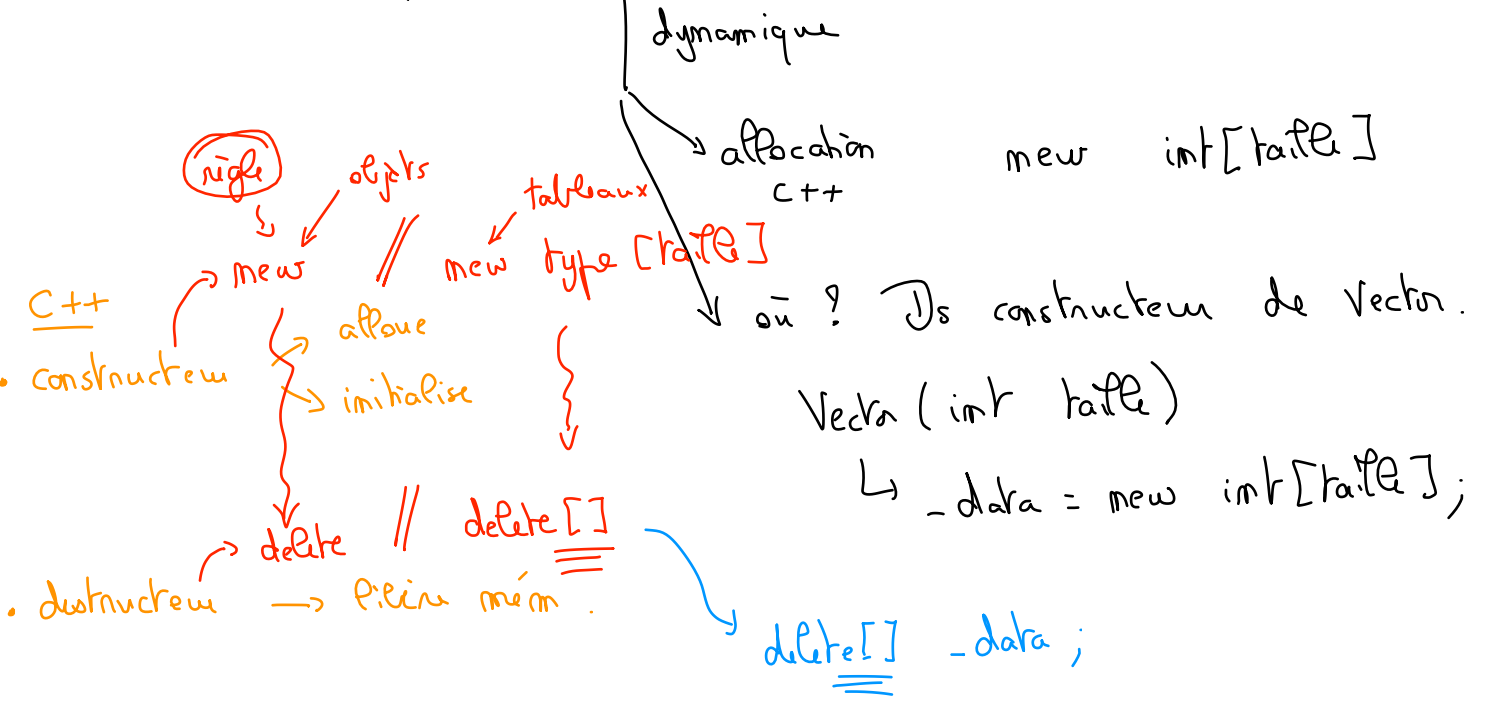 dynamique
allocation new int[taille]
C++
règle objets
tableaux
new // new type [taille]
C++
alloue
où ? Ds constructeur de Vector.
• constructeur
initialise
Vector (int taille)
_data = new int[taille];
delete // delete[]
• destructeur → libère mém.
delete[] _data ;